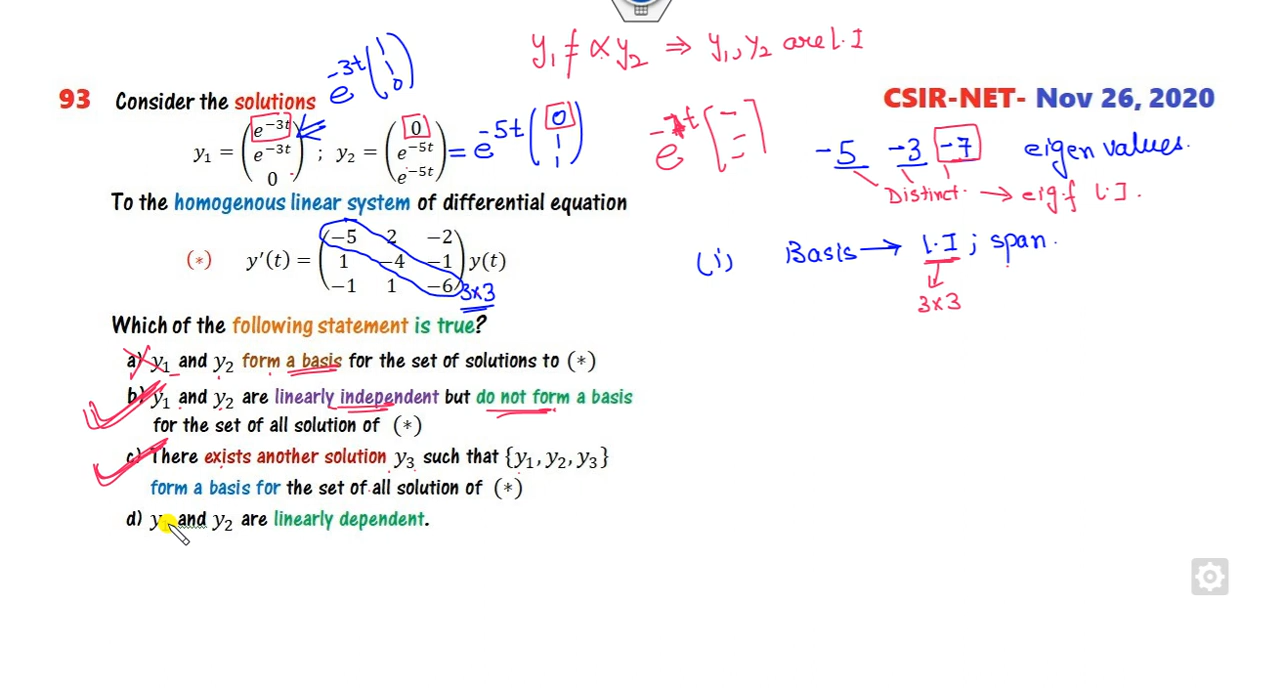 y₁ ≠ αy₂ ⇒ y₁, y₂ are L.I
e^{-3t} (1 1 0)
93 Consider the solutions
CSIR-NET- Nov 26, 2020
y₁ = (e^{-3t} e^{-3t} 0) ; y₂ = (0 e^{-5t} e^{-5t}) = e^{-5t} (0 1 1)
e^{-7t} [- - -]
-5 -3 -7 eigen values.
Distinct. → eig.f L.I.
To the homogenous linear system of differential equation
(*) y′(t) = (−5 2 −2
1 −4 −1
−1 1 −6) y(t)
3×3
(i) Basis → L.I ; span.
3×3
Which of the following statement is true?
a) y₁ and y₂ form a basis for the set of solutions to (*)
b) y₁ and y₂ are linearly independent but do not form a basis
for the set of all solution of (*)
c) There exists another solution y₃ such that {y₁, y₂, y₃}
form a basis for the set of all solution of (*)
d) y₁ and y₂ are linearly dependent.